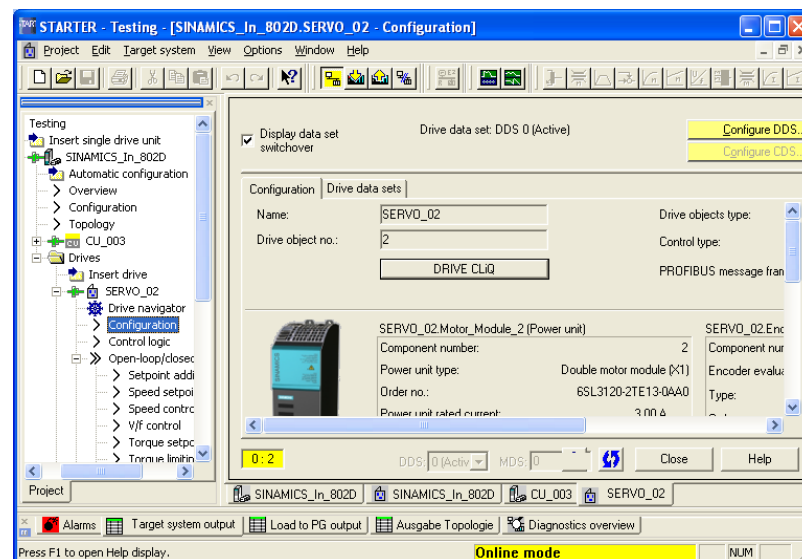 STARTER - Testing - [SINAMICS_In_802D.SERVO_02 - Configuration]
Project Edit Target system View Options Window Help
Testing
Insert single drive unit
SINAMICS_In_802D
Automatic configuration
Overview
Configuration
Topology
CU_003
Drives
Insert drive
SERVO_02
Drive navigator
Configuration
Control logic
Open-loop/closec
Setpoint addi
Speed setpoi
Speed contrc
V/f control
Torque setpc
Torque limitin
Project
Display data set switchover
Drive data set: DDS 0 (Active)
Configure DDS..
Configure CDS..
Configuration Drive data sets
Name: SERVO_02 Drive objects type:
Drive object no.: 2 Control type:
DRIVE CLiQ PROFIBUS message fran
SERVO_02.Motor_Module_2 (Power unit) SERVO_02.Enc
Component number: 2 Component nur
Power unit type: Double motor module (X1) Encoder evalua
Order no.: 6SL3120-2TE13-0AA0 Type:
Power unit rated current: 3.00 A
0 : 2 DDS: 0 (Activ MDS: 0 Close Help
SINAMICS_In_802D SINAMICS_In_802D CU_003 SERVO_02
Alarms Target system output Load to PG output Ausgabe Topologie Diagnostics overview
Press F1 to open Help display. Online mode NUM